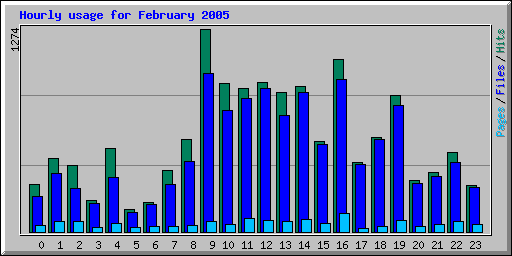 Hourly usage for February 2005
1274
Pages / Files / Hits
0 1 2 3 4 5 6 7 8 9 10 11 12 13 14 15 16 17 18 19 20 21 22 23